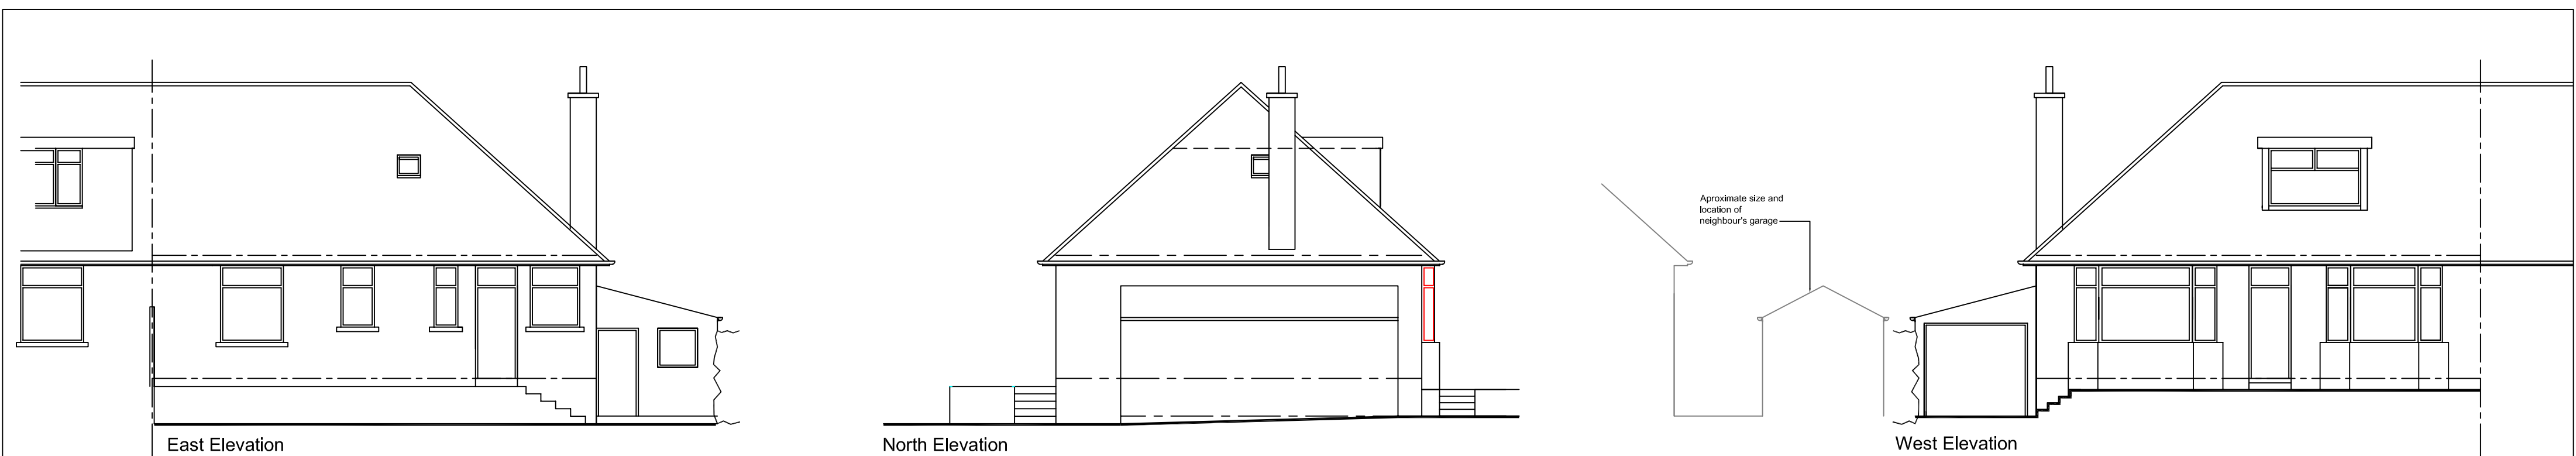 Aproximate size and
location of
neighbour's garage
East Elevation
North Elevation
West Elevation